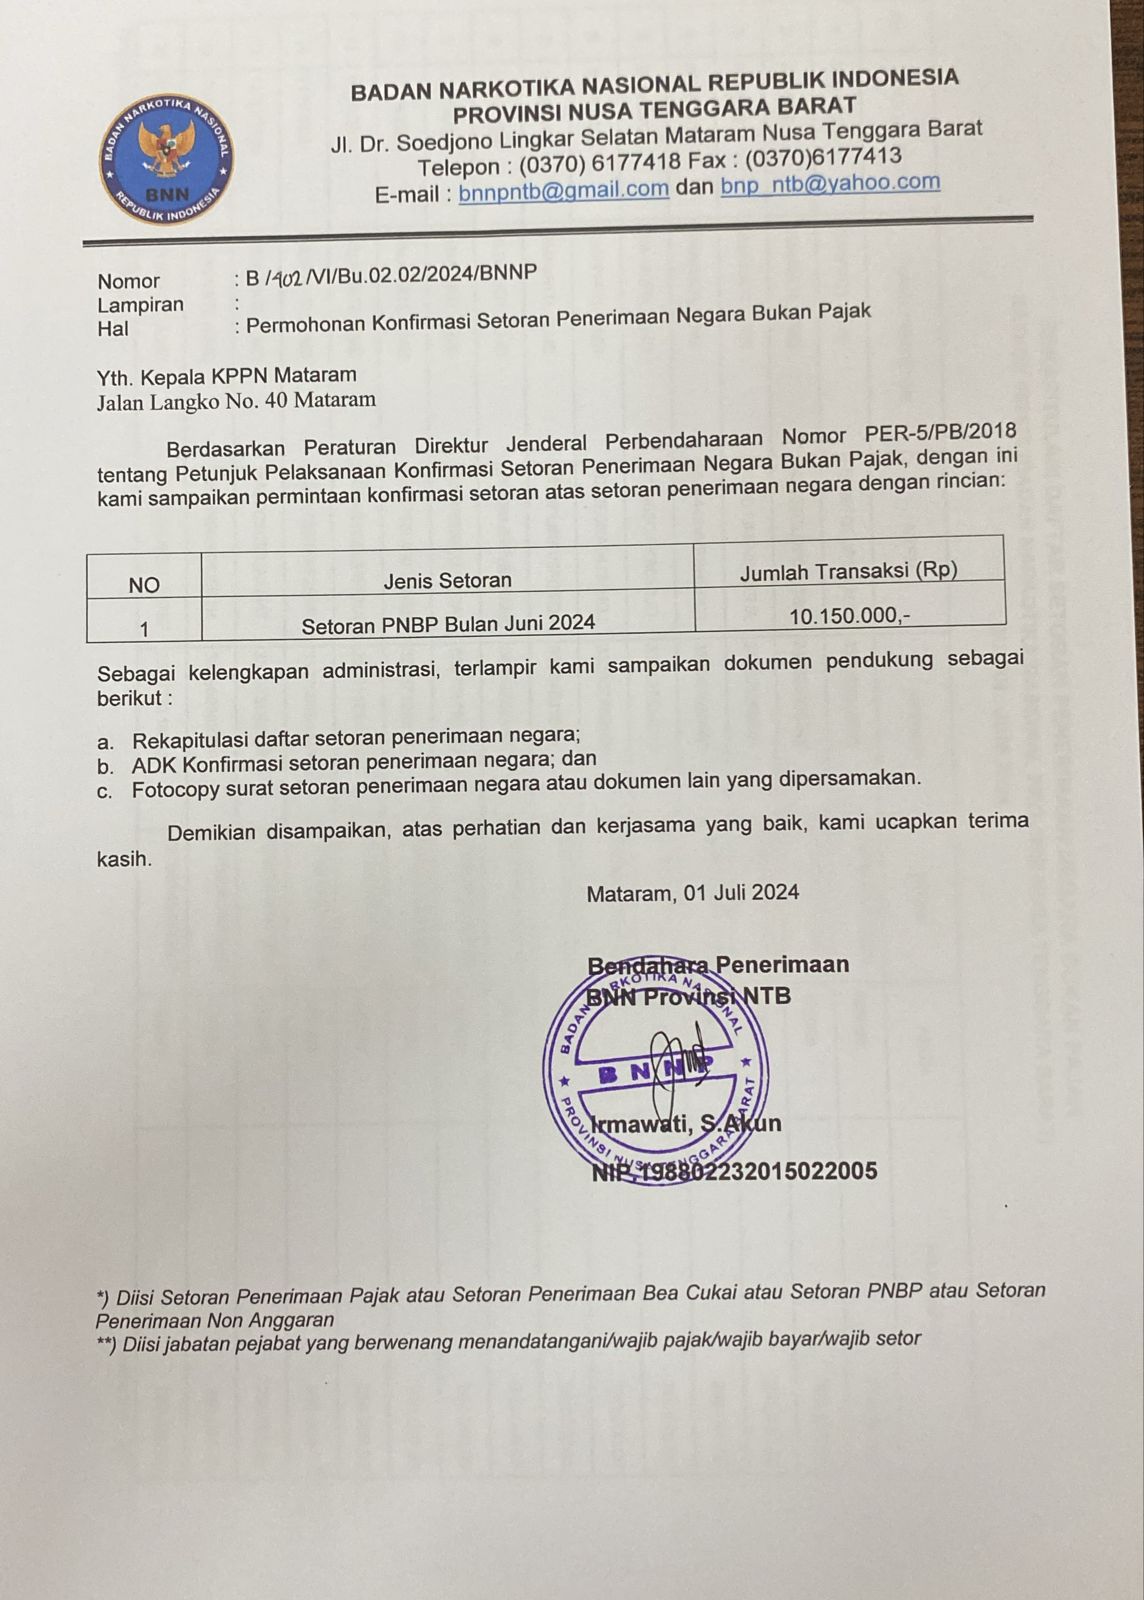 BADAN NARKOTIKA NASIONAL
BNN
REPUBLIK INDONESIA
BADAN NARKOTIKA NASIONAL REPUBLIK INDONESIA
PROVINSI NUSA TENGGARA BARAT
Jl. Dr. Soedjono Lingkar Selatan Mataram Nusa Tenggara Barat
Telepon : (0370) 6177418 Fax : (0370)6177413
E-mail : bnnpntb@gmail.com dan bnp_ntb@yahoo.com
Nomor : B /902/VI/Bu.02.02/2024/BNNP
Lampiran :
Hal : Permohonan Konfirmasi Setoran Penerimaan Negara Bukan Pajak
Yth. Kepala KPPN Mataram
Jalan Langko No. 40 Mataram
Berdasarkan Peraturan Direktur Jenderal Perbendaharaan Nomor PER-5/PB/2018
tentang Petunjuk Pelaksanaan Konfirmasi Setoran Penerimaan Negara Bukan Pajak, dengan ini
kami sampaikan permintaan konfirmasi setoran atas setoran penerimaan negara dengan rincian:
NO Jenis Setoran Jumlah Transaksi (Rp)
1 Setoran PNBP Bulan Juni 2024 10.150.000,-
Sebagai kelengkapan administrasi, terlampir kami sampaikan dokumen pendukung sebagai
berikut :
a. Rekapitulasi daftar setoran penerimaan negara;
b. ADK Konfirmasi setoran penerimaan negara; dan
c. Fotocopy surat setoran penerimaan negara atau dokumen lain yang dipersamakan.
Demikian disampaikan, atas perhatian dan kerjasama yang baik, kami ucapkan terima
kasih.
Mataram, 01 Juli 2024
Bendahara Penerimaan
BNN Provinsi NTB
BADAN NARKOTIKA NASIONAL
BNNP
PROVINSI NUSA TENGGARA BARAT
Irmawati, S.Akun
NIP.198802232015022005
*) Diisi Setoran Penerimaan Pajak atau Setoran Penerimaan Bea Cukai atau Setoran PNBP atau Setoran
Penerimaan Non Anggaran
**) Diisi jabatan pejabat yang berwenang menandatangani/wajib pajak/wajib bayar/wajib setor